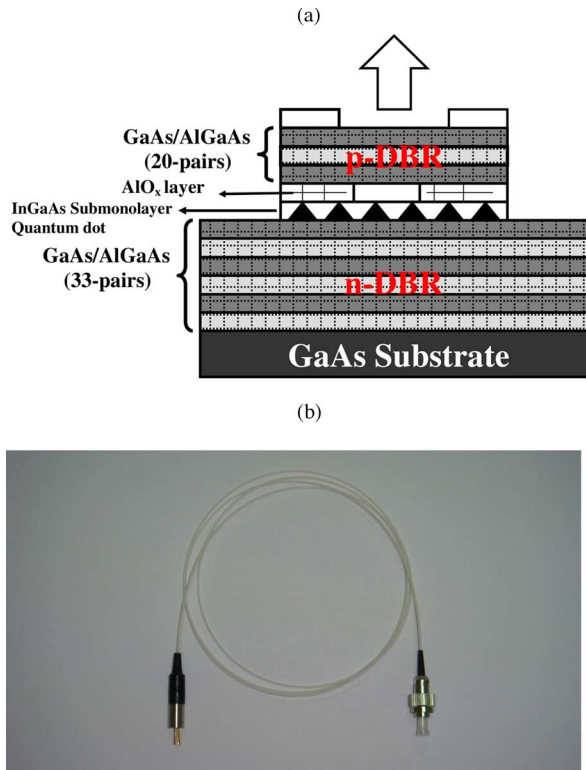 (a)
GaAs/AlGaAs
(20-pairs)
p-DBR
AlOx layer
InGaAs Submonolayer
Quantum dot
GaAs/AlGaAs
(33-pairs)
n-DBR
GaAs Substrate
(b)